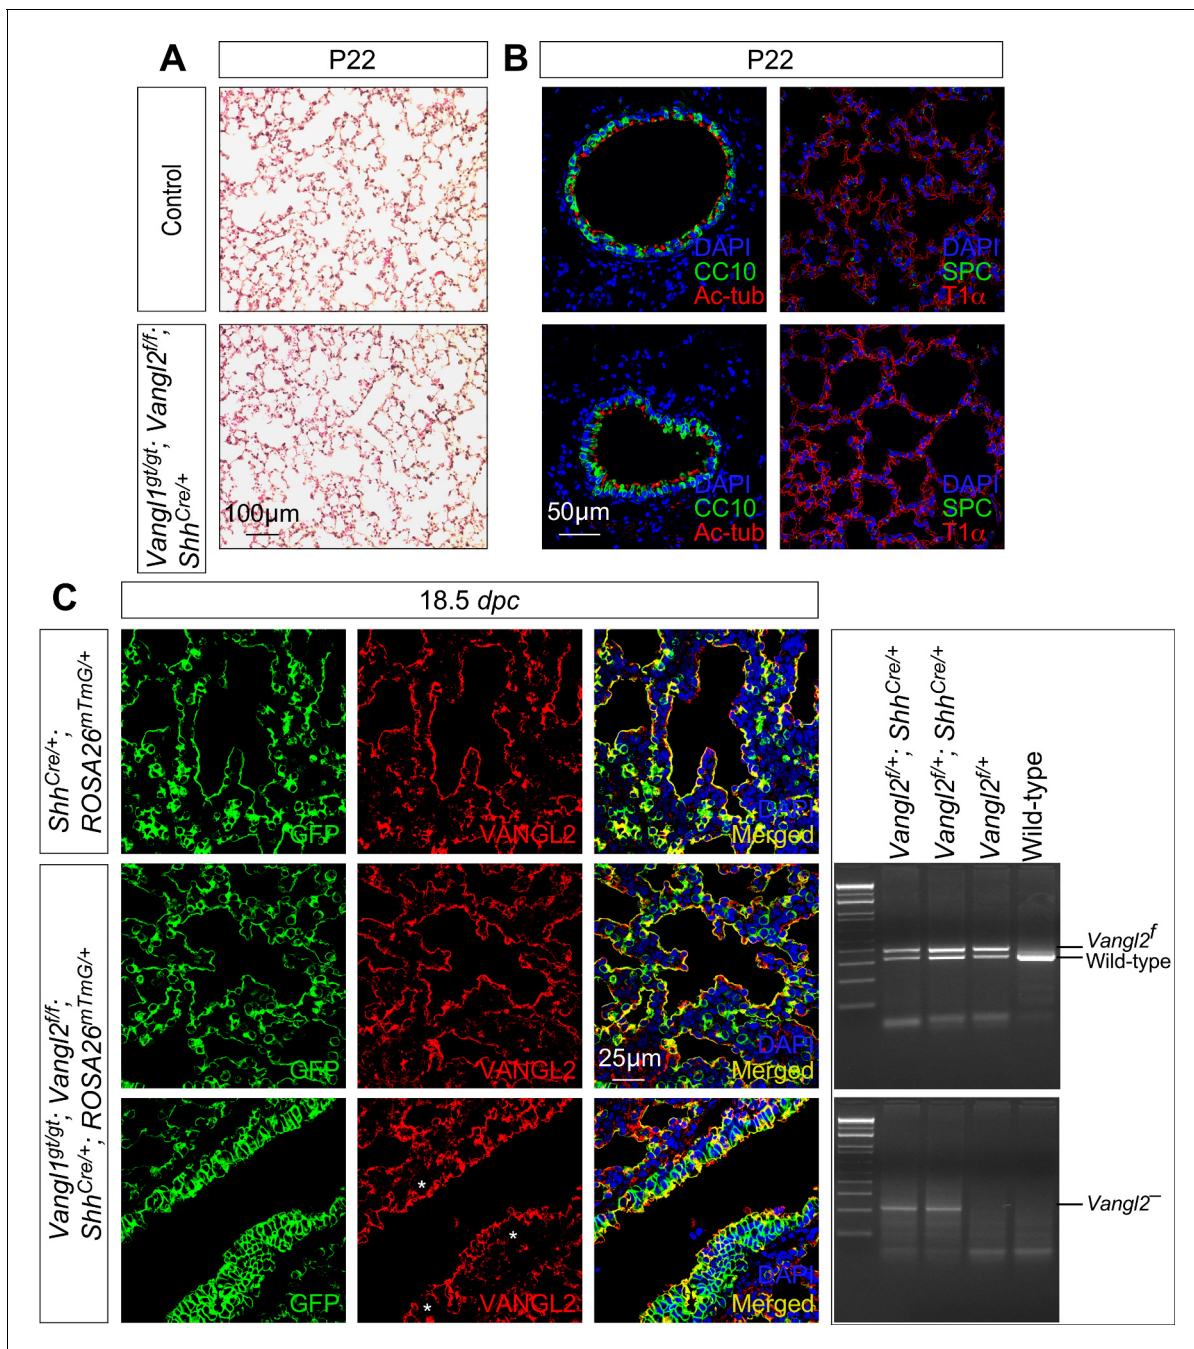 A
P22
B
P22
Control
Vangl1gt/gt; Vangl2f/f;
ShhCre/+
DAPI
CC10
Ac-tub
DAPI
SPC
T1α
100μm
50μm
DAPI
CC10
Ac-tub
DAPI
SPC
T1α
C
18.5 dpc
ShhCre/+;
ROSA26mTmG/+
GFP
VANGL2
DAPI
Merged
Vangl1gt/gt; Vangl2f/f;
ShhCre/+; ROSA26mTmG/+
GFP
VANGL2
25μm
DAPI
Merged
*
*
*
GFP
VANGL2
DAPI
Merged
Vangl2f/+; ShhCre/+
Vangl2f/+; ShhCre/+
Vangl2f/+
Wild-type
Vangl2f
Wild-type
Vangl2–